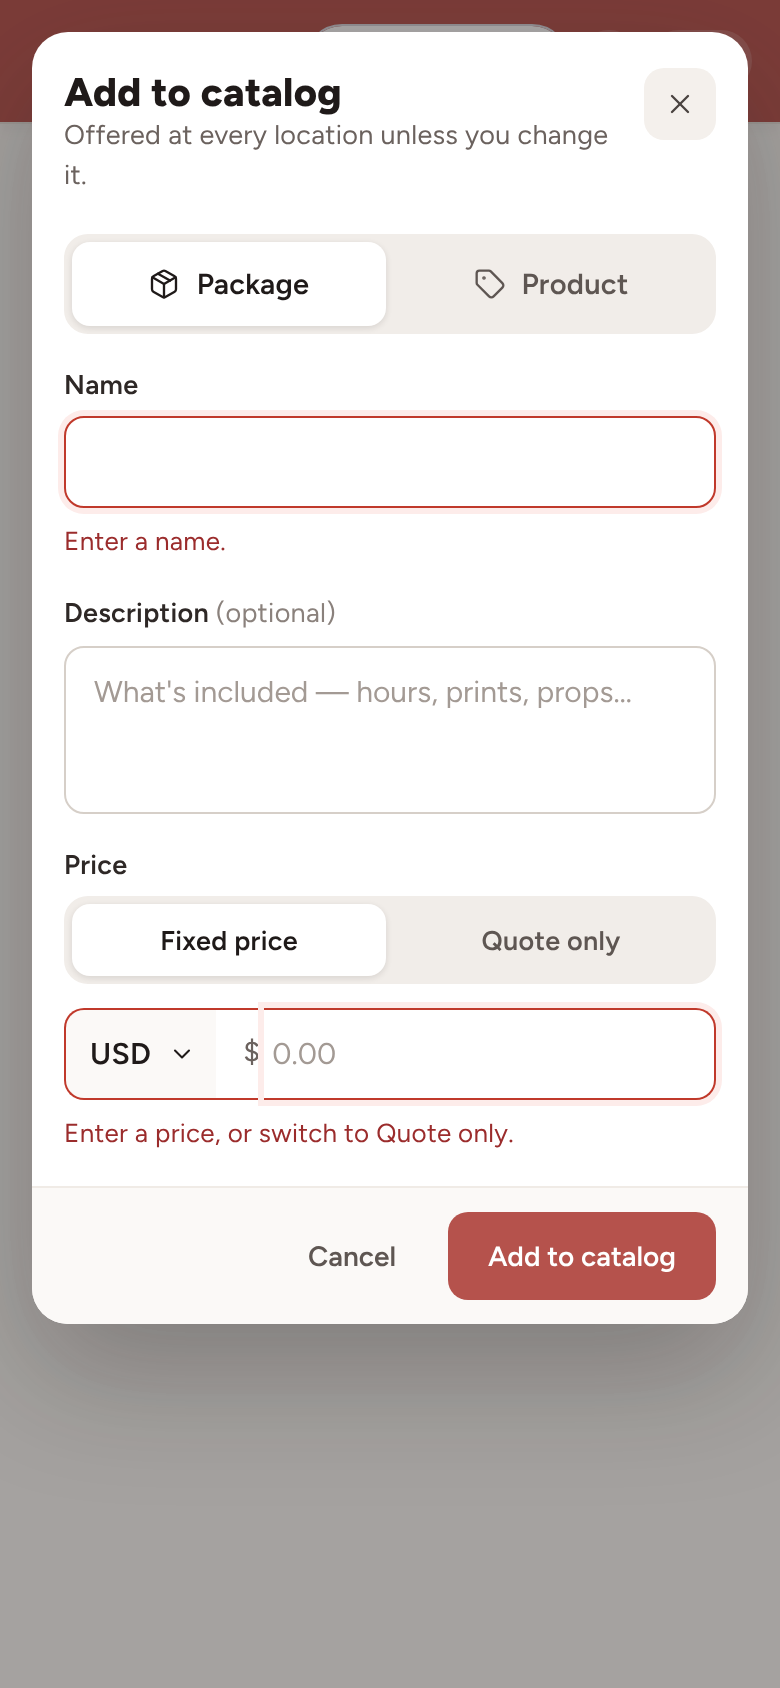 Add to catalog
Offered at every location unless you change
it.
Package
Product
Name
Enter a name.
Description (optional)
What's included — hours, prints, props...
Price
Fixed price
Quote only
USD
$ 0.00
Enter a price, or switch to Quote only.
Cancel
Add to catalog